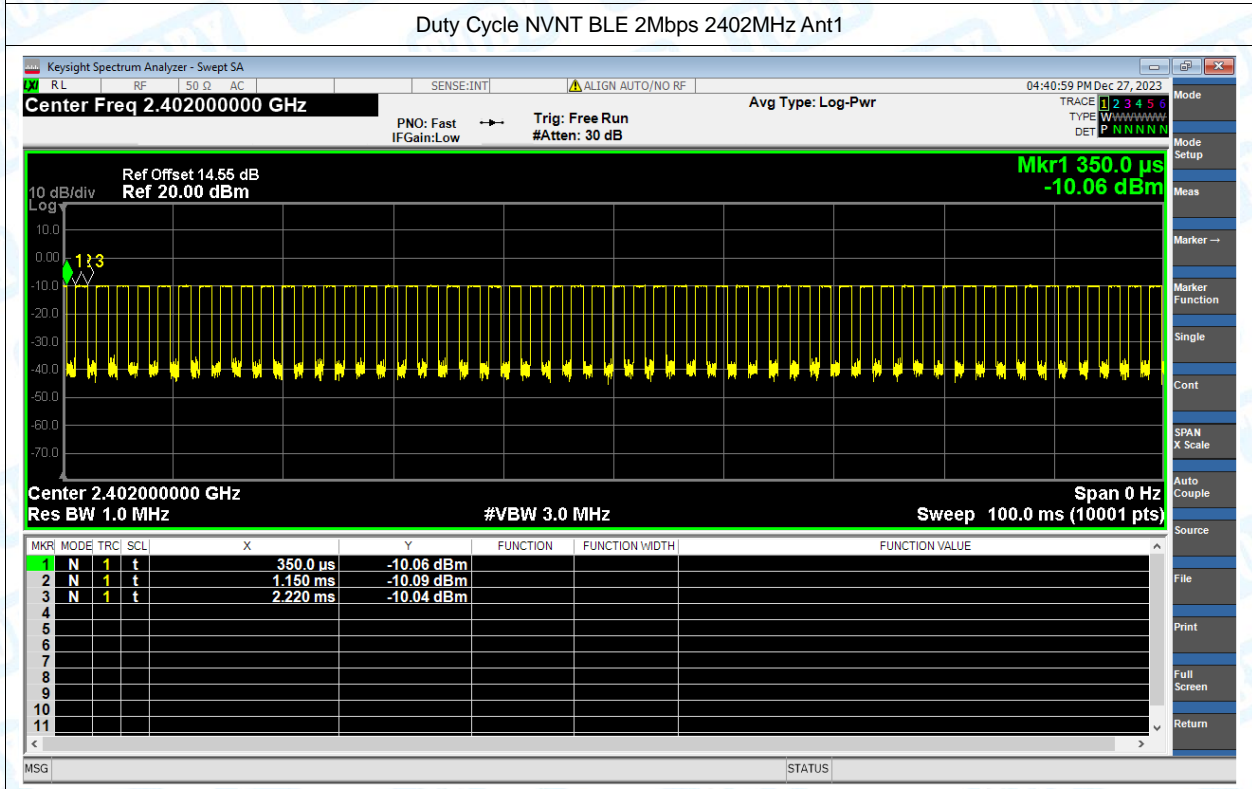 Duty Cycle NVNT BLE 2Mbps 2402MHz Ant1
Keysight Spectrum Analyzer - Swept SA
LXI RL RF 50 Ω AC SENSE:INT ALIGN AUTO/NO RF 04:40:59 PM Dec 27, 2023
Center Freq 2.402000000 GHz Avg Type: Log-Pwr TRACE 1 2 3 4 5 6
PNO: Fast Trig: Free Run TYPE WWWWWW
IFGain:Low #Atten: 30 dB DET P N N N N N
Mode
Mode Setup
Meas
Marker →
Marker Function
Single
Cont
SPAN X Scale
Auto Couple
Source
File
Print
Full Screen
Return
Mkr1 350.0 µs
-10.06 dBm
Ref Offset 14.55 dB
10 dB/div Ref 20.00 dBm
Log
10.0
0.00
-10.0
-20.0
-30.0
-40.0
-50.0
-60.0
-70.0
1 2 3
Center 2.402000000 GHz Span 0 Hz
Res BW 1.0 MHz #VBW 3.0 MHz Sweep 100.0 ms (10001 pts)
MKR MODE TRC SCL X Y FUNCTION FUNCTION WIDTH FUNCTION VALUE
1 N 1 t 350.0 µs -10.06 dBm
2 N 1 t 1.150 ms -10.09 dBm
3 N 1 t 2.220 ms -10.04 dBm
4
5
6
7
8
9
10
11
MSG STATUS